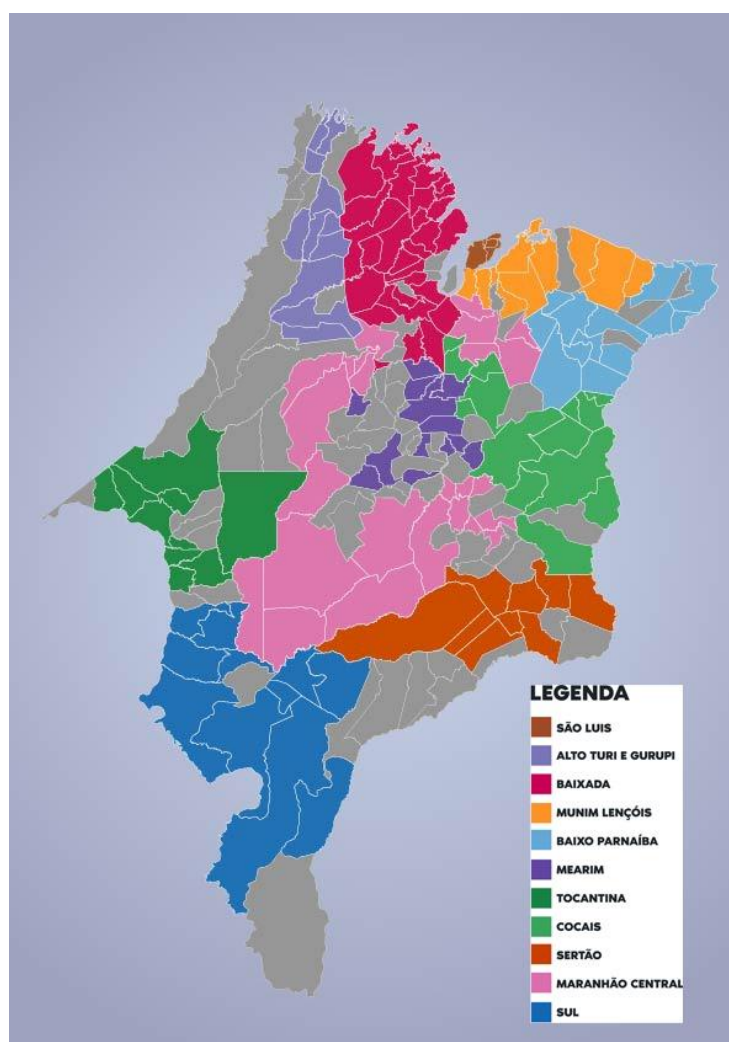 LEGENDA
SÃO LUIS
ALTO TURI E GURUPI
BAIXADA
MUNIM LENÇÓIS
BAIXO PARNAÍBA
MEARIM
TOCANTINA
COCAIS
SERTÃO
MARANHÃO CENTRAL
SUL